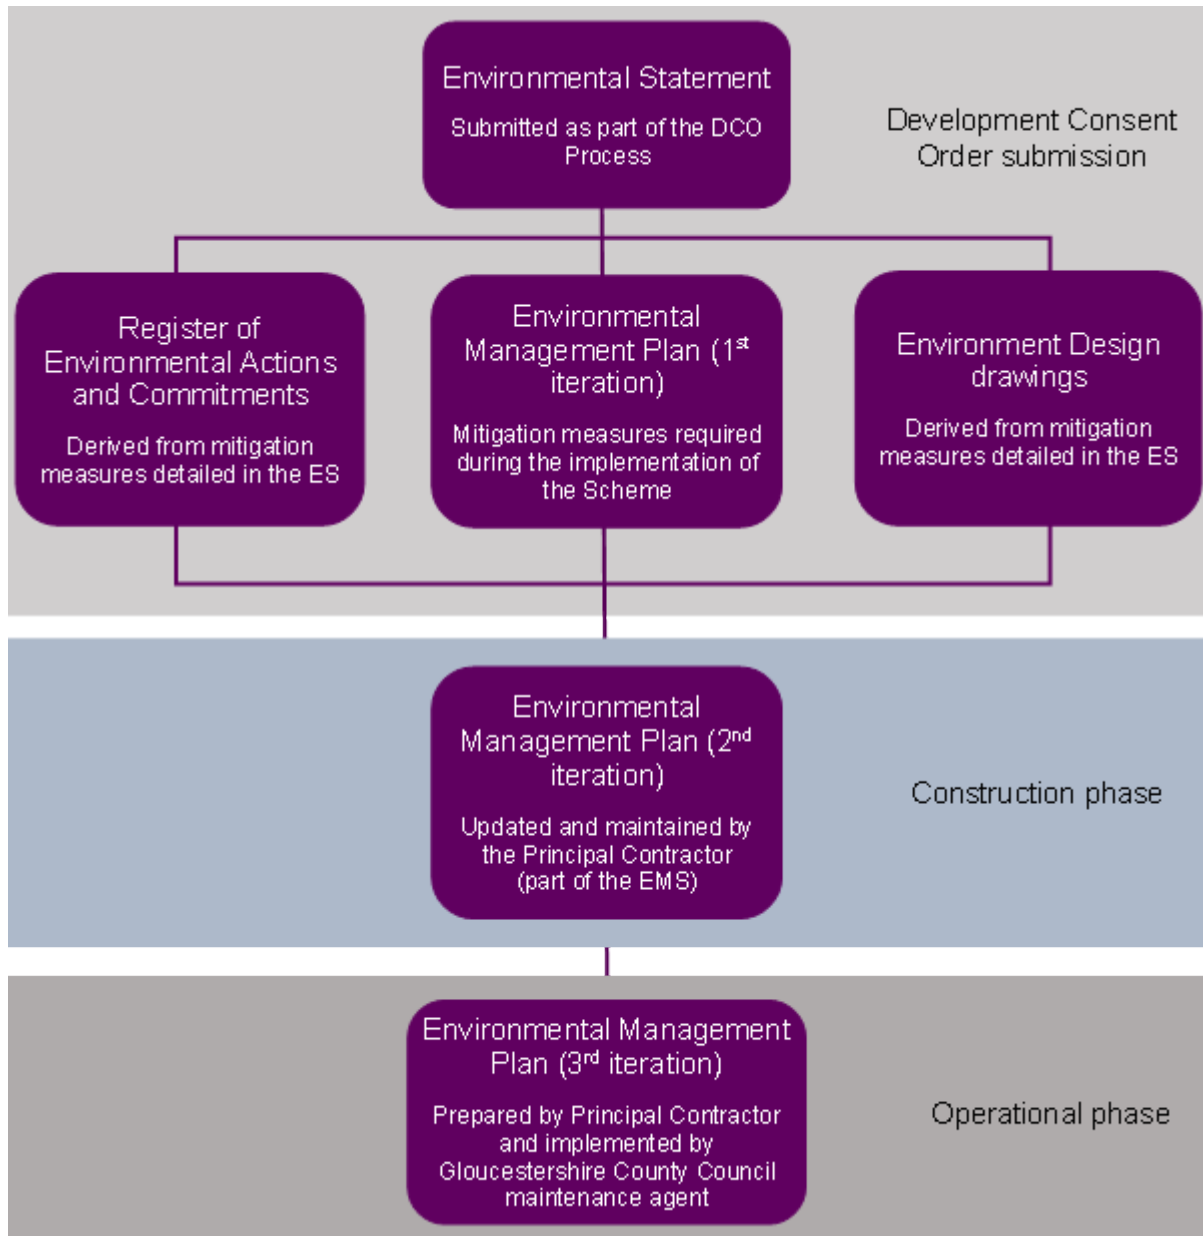 Environmental Statement
Submitted as part of the DCO
Process
Development Consent
Order submission
Register of
Environmental Actions
and Commitments
Derived from mitigation
measures detailed in the ES
Environmental
Management Plan (1st
iteration)
Mitigation measures required
during the implementation of
the Scheme
Environment Design
drawings
Derived from mitigation
measures detailed in the ES
Environmental
Management Plan (2nd
iteration)
Updated and maintained by
the Principal Contractor
(part of the EMS)
Construction phase
Environmental Management
Plan (3rd iteration)
Prepared by Principal Contractor
and implemented by
Gloucestershire County Council
maintenance agent
Operational phase